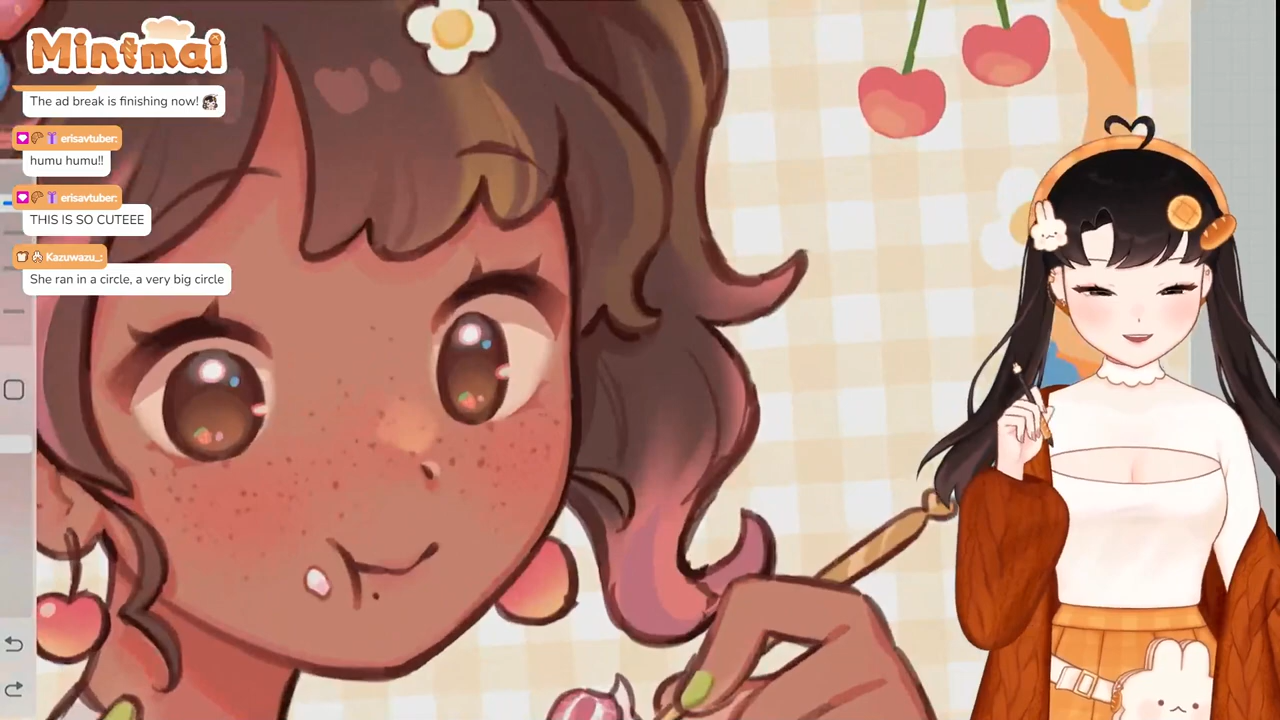 Mintmai
The ad break is finishing now!
erisavtuber:
humu humu!!
erisavtuber:
THIS IS SO CUTEEE
Kazuwazu_:
She ran in a circle, a very big circle